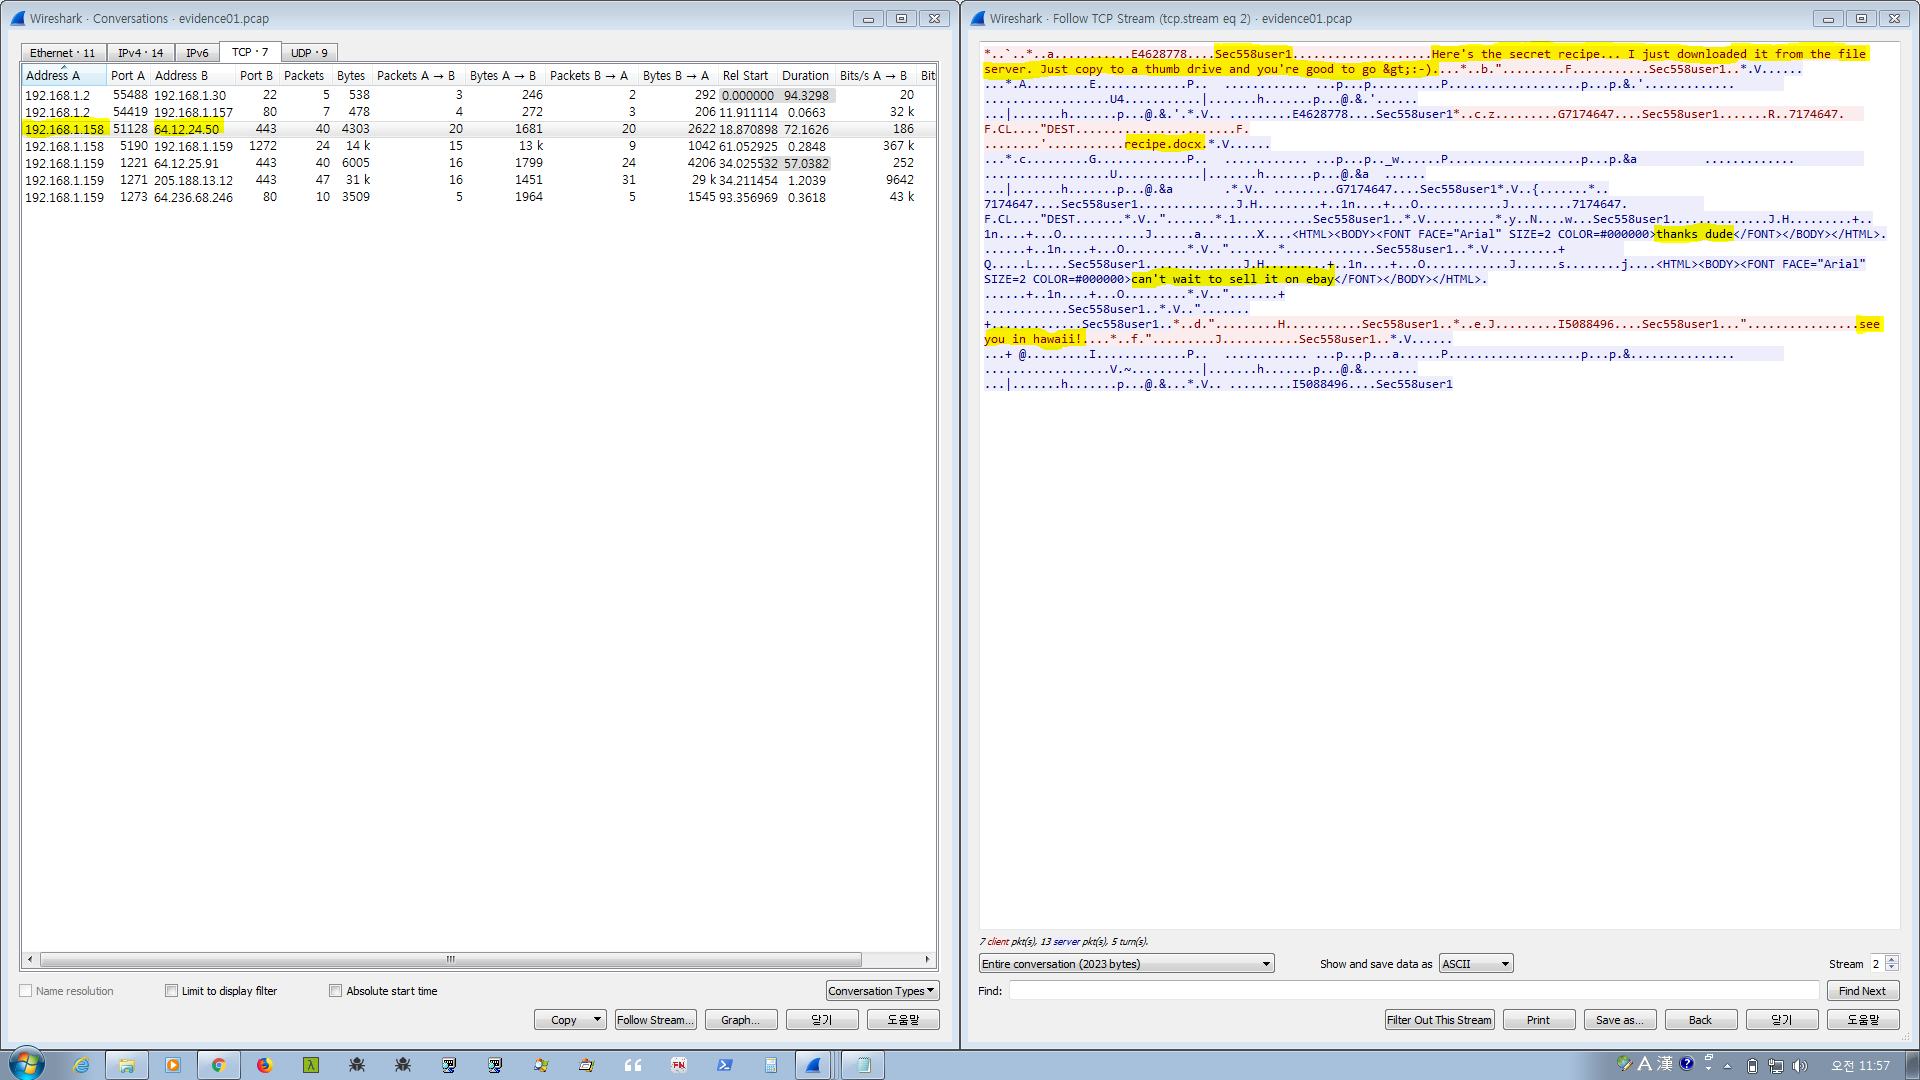 Wireshark · Conversations · evidence01.pcap
Ethernet · 11 IPv4 · 14 IPv6 TCP · 7 UDP · 9
Address A Port A Address B Port B Packets Bytes Packets A → B Bytes A → B Packets B → A Bytes B → A Rel Start Duration Bits/s A → B Bit
192.168.1.2 55488 192.168.1.30 22 5 538 3 246 2 292 0.000000 94.3298 20
192.168.1.2 54419 192.168.1.157 80 7 478 4 272 3 206 11.911114 0.0663 32 k
192.168.1.158 51128 64.12.24.50 443 40 4303 20 1681 20 2622 18.870898 72.1626 186
192.168.1.158 5190 192.168.1.159 1272 24 14 k 15 13 k 9 1042 61.052925 0.2848 367 k
192.168.1.159 1221 64.12.25.91 443 40 6005 16 1799 24 4206 34.025532 57.0382 252
192.168.1.159 1271 205.188.13.12 443 47 31 k 16 1451 31 29 k 34.211454 1.2039 9642
192.168.1.159 1273 64.236.68.246 80 10 3509 5 1964 5 1545 93.356969 0.3618 43 k
Name resolution Limit to display filter Absolute start time Conversation Types
Copy Follow Stream... Graph... 닫기 도움말
Wireshark · Follow TCP Stream (tcp.stream eq 2) · evidence01.pcap
*..`..*..a...........E4628778....Sec558user1...................Here's the secret recipe... I just downloaded it from the file
server. Just copy to a thumb drive and you're good to go &gt;:-)....*..b.".........F...........Sec558user1..*.V......
...*.A.........E.............P.. ............ ...p...p....P...................p...p.&.'.............
..................U4...........|.......h.......p...@.&.'......
...|.......h.......p...@.&.'.*.V.. .........E4628778....Sec558user1*..c.z.........G7174647....Sec558user1.......R..7174647.
F.CL...."DEST.......................F.
........'............recipe.docx.*.V......
...*.c.........G.............P.. ............ ...p...p.._w......P...................p...p.&a .............
..................U............|.......h.......p...@.&a ......
...|.......h.......p...@.&a .*.V.. .........G7174647....Sec558user1*.V..{.......*..
7174647....Sec558user1..............J.H.........+..1n....+...O............J.........7174647.
F.CL...."DEST.......*.V..".......*.1...........Sec558user1..*.V..........*.y..N....w...Sec558user1..............J.H.........+..
1n....+...O............J......a........X....<HTML><BODY><FONT FACE="Arial" SIZE=2 COLOR=#000000>thanks dude</FONT></BODY></HTML>.
......+..1n....+...O.........*.V..".......*.................Sec558user1..*.V..........+
Q.....L.....Sec558user1..............J.H.........+..1n....+...O............J......s........j....<HTML><BODY><FONT FACE="Arial"
SIZE=2 COLOR=#000000>can't wait to sell it on ebay</FONT></BODY></HTML>.
......+..1n....+...O.........*.V..".......+
............Sec558user1..*.V..".......
+.............Sec558user1..*..d.".........H...........Sec558user1..*..e.J.........I5088496....Sec558user1..."................see
you in hawaii!....*..f.".........J...........Sec558user1..*.V......
...+ @.........I.............P.. ............ ...p...p...a......P...................p...p.&...............
..................V.~..........|.......h.......p...@.&........
...|.......h.......p...@.&...*.V.. .........I5088496....Sec558user1
7 client pkt(s), 13 server pkt(s), 5 turn(s).
Entire conversation (2023 bytes) Show and save data as ASCII Stream 2
Find: Find Next
Filter Out This Stream Print Save as... Back 닫기 도움말
A 漢 오전 11:57